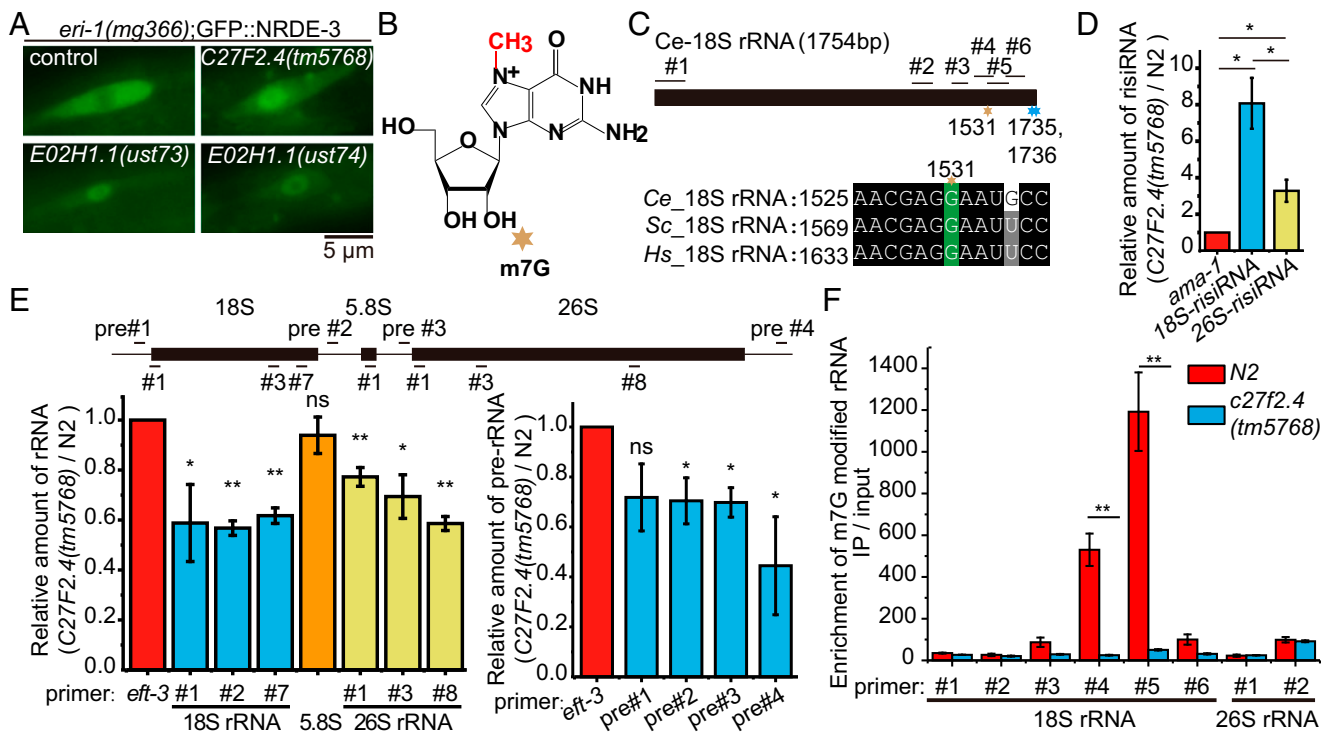 A
eri-1(mg366);GFP::NRDE-3
control
C27F2.4(tm5768)
E02H1.1(ust73)
E02H1.1(ust74)
5 µm
B
CH3
O
N+
NH
N
N
NH2
HO
O
OH
OH
m7G
C
Ce-18S rRNA (1754bp)
#4 #6
#1 #2 #3 #5
1531 1735,
1736
1531
Ce_18S rRNA:1525 AACGAGGAAUGCC
Sc_18S rRNA:1569 AACGAGGAAUUCC
Hs_18S rRNA:1633 AACGAGGAAUUCC
D
Relative amount of risiRNA
(C27F2.4(tm5768) / N2)
10
8
6
4
2
0
*
* *
ama-1
18S-risiRNA
26S-risiRNA
E
18S 5.8S 26S
pre#1 pre #2 pre #3 pre #4
#1 #3 #7 #1 #1 #3 #8
Relative amount of rRNA
(C27F2.4(tm5768) / N2)
1.0
0.8
0.6
0.4
0.2
0.0
* ** ** ns ** * **
primer: eft-3 #1 #2 #7 #1 #3 #8
18S rRNA 5.8S 26S rRNA
Relative amount of pre-rRNA
(C27F2.4(tm5768) / N2)
1.0
0.8
0.6
0.4
0.2
0.0
ns * * *
primer: eft-3 pre#1 pre#2 pre#3 pre#4
F
Enrichment of m7G modified rRNA
IP / input
1400
1200
1000
800
600
400
200
0
** **
N2
c27f2.4
(tm5768)
primer: #1 #2 #3 #4 #5 #6 #1 #2
18S rRNA 26S rRNA